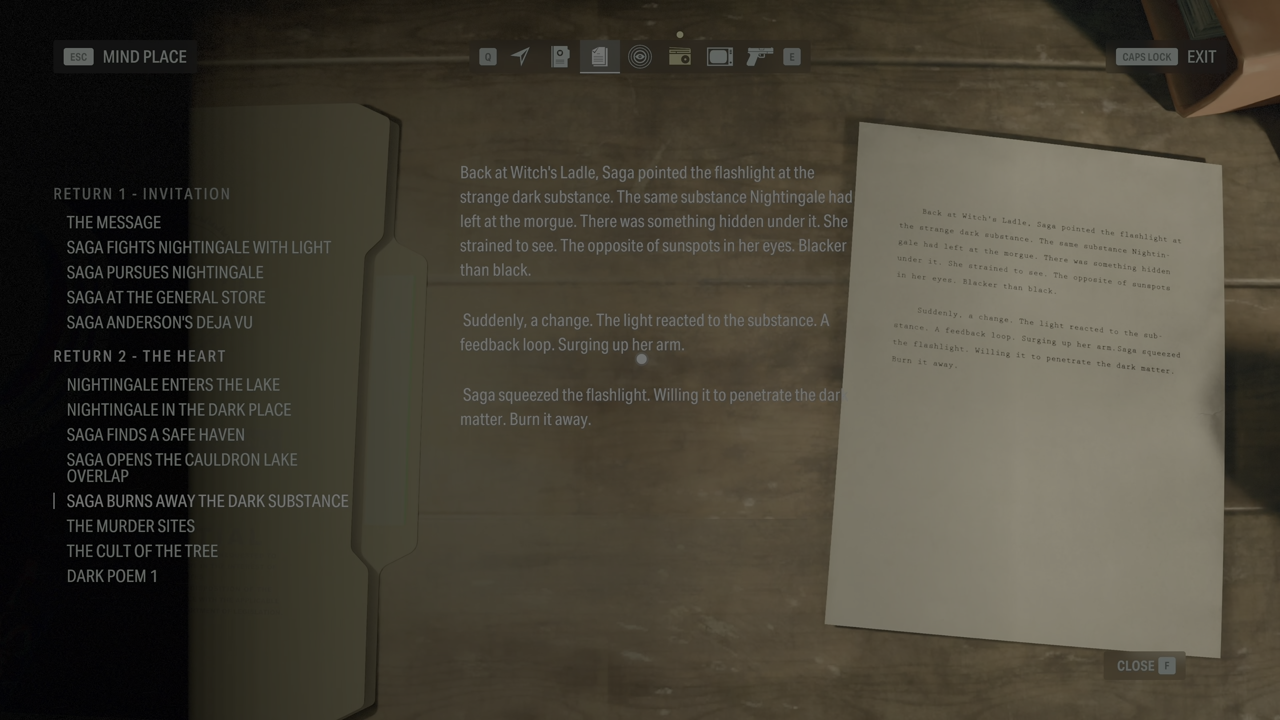 ESC MIND PLACE
Q
E
CAPS LOCK EXIT
RETURN 1 - INVITATION
THE MESSAGE
SAGA FIGHTS NIGHTINGALE WITH LIGHT
SAGA PURSUES NIGHTINGALE
SAGA AT THE GENERAL STORE
SAGA ANDERSON'S DEJA VU
RETURN 2 - THE HEART
NIGHTINGALE ENTERS THE LAKE
NIGHTINGALE IN THE DARK PLACE
SAGA FINDS A SAFE HAVEN
SAGA OPENS THE CAULDRON LAKE
OVERLAP
SAGA BURNS AWAY THE DARK SUBSTANCE
THE MURDER SITES
THE CULT OF THE TREE
DARK POEM 1
Back at Witch's Ladle, Saga pointed the flashlight at the
strange dark substance. The same substance Nightingale had
left at the morgue. There was something hidden under it. She
strained to see. The opposite of sunspots in her eyes. Blacker
than black.
Suddenly, a change. The light reacted to the substance. A
feedback loop. Surging up her arm.
Saga squeezed the flashlight. Willing it to penetrate the dar
matter. Burn it away.
Back at Witch's Ladle, Saga pointed the flashlight at
the strange dark substance. The same substance Nightin-
gale had left at the morgue. There was something hidden
under it. She strained to see. The opposite of sunspots
in her eyes. Blacker than black.
Suddenly, a change. The light reacted to the sub-
stance. A feedback loop. Surging up her arm.Saga squeezed
the flashlight. Willing it to penetrate the dark matter.
Burn it away.
CLOSE F